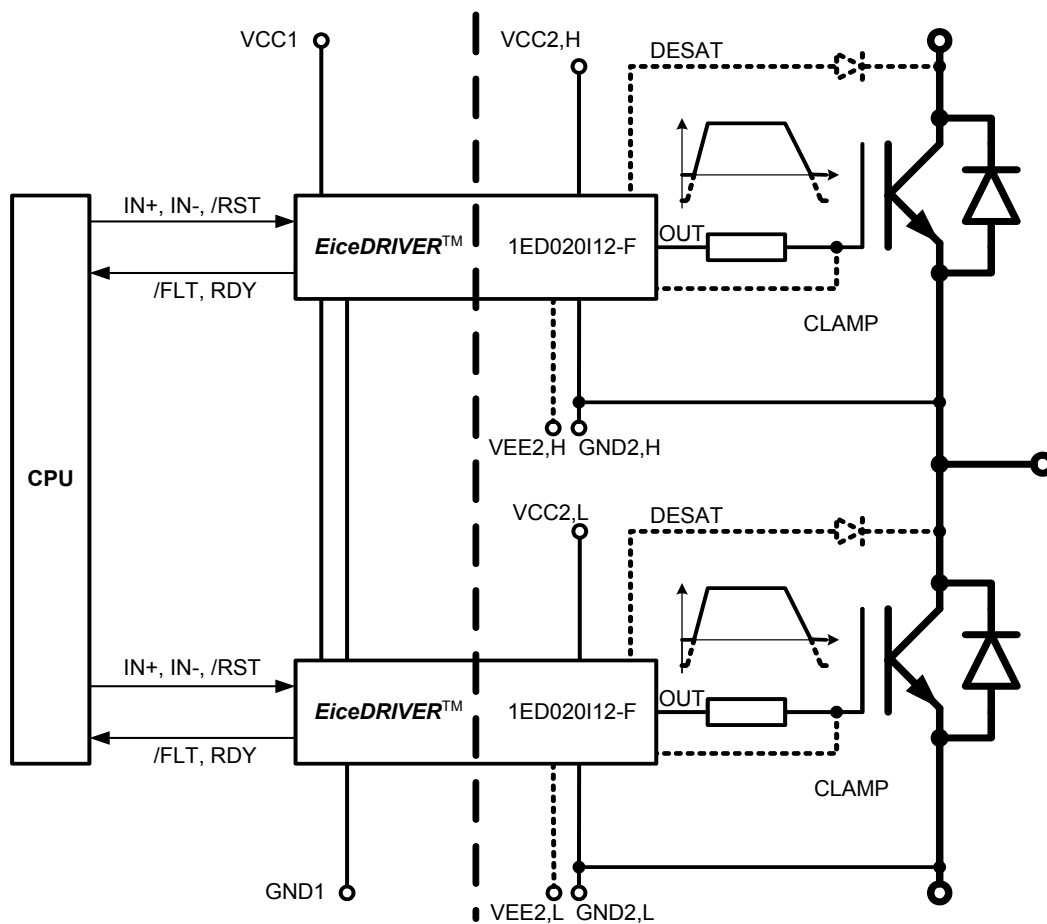 VCC1
VCC2,H
DESAT
IN+, IN-, /RST
EiceDRIVER™
1ED020I12-F
OUT
/FLT, RDY
CLAMP
VEE2,H
GND2,H
CPU
VCC2,L
DESAT
IN+, IN-, /RST
EiceDRIVER™
1ED020I12-F
OUT
/FLT, RDY
CLAMP
GND1
VEE2,L
GND2,L